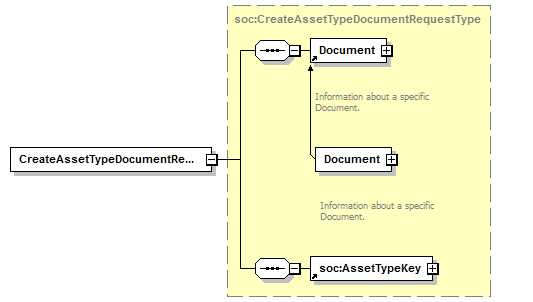 soc:CreateAssetTypeDocumentRequestType
Document
Information about a specific
Document.
CreateAssetTypeDocumentRe...
Document
Information about a specific
Document.
soc:AssetTypeKey